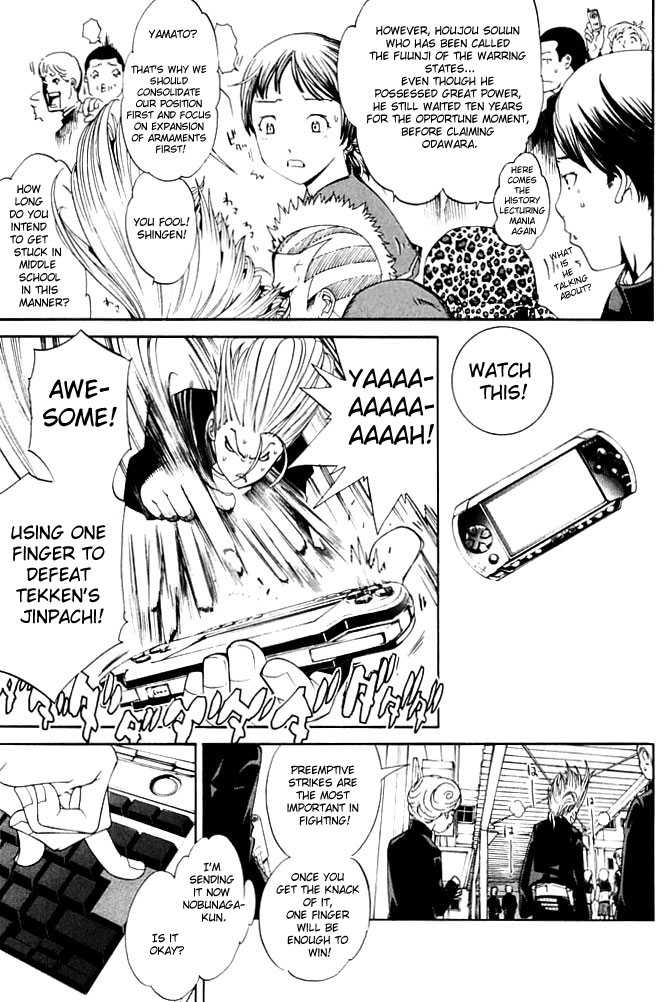 HOWEVER, HOUJOU SOUUN
WHO HAS BEEN CALLED
THE FUUNJI OF THE WARRING
STATES...
EVEN THOUGH HE
POSSESSED GREAT POWER,
HE STILL WAITED TEN YEARS
FOR THE OPPORTUNE MOMENT,
BEFORE CLAIMING
ODAWARA.
HERE
COMES
THE
HISTORY
LECTURING
MANIA
AGAIN
WHAT
IS
HE
TALKING
ABOUT?
YAMATO?
THAT'S WHY WE
SHOULD
CONSOLIDATE
OUR POSITION
FIRST AND FOCUS
ON EXPANSION
OF ARMAMENTS
FIRST!
YOU FOOL!
SHINGEN!
HOW
LONG
DO YOU
INTEND
TO GET
STUCK IN
MIDDLE
SCHOOL
IN THIS
MANNER?
WATCH
THIS!
YAAAA-
AAAAA-
AAAAH!
AWE-
SOME!
USING ONE
FINGER TO
DEFEAT
TEKKEN'S
JINPACHI!
ダダダダダダ
PREEMPTIVE
STRIKES ARE
THE MOST
IMPORTANT IN
FIGHTING!
ONCE YOU
GET THE KNACK
OF IT,
ONE FINGER
WILL BE
ENOUGH TO
WIN!
I'M
SENDING
IT NOW
NOBUNAGA-
KUN.
IS IT
OKAY?